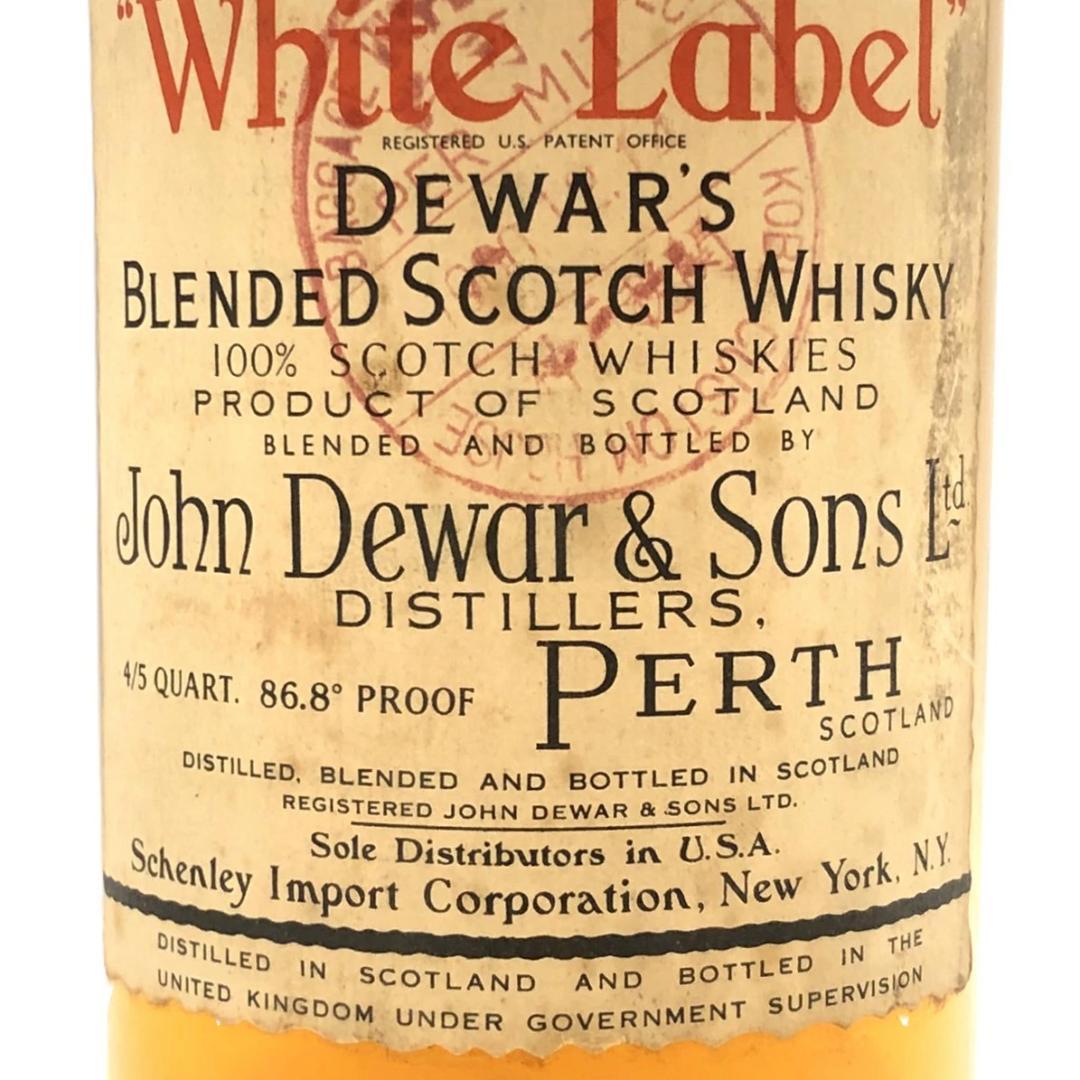 "White Label"
REGISTERED U.S. PATENT OFFICE
DEWAR'S
BLENDED SCOTCH WHISKY
100% SCOTCH WHISKIES
PRODUCT OF SCOTLAND
BLENDED AND BOTTLED BY
John Dewar & Sons Ltd.
DISTILLERS,
4/5 QUART. 86.8° PROOF PERTH
SCOTLAND
DISTILLED, BLENDED AND BOTTLED IN SCOTLAND
REGISTERED JOHN DEWAR & SONS LTD.
Sole Distributors in U.S.A.
Schenley Import Corporation, New York, N.Y.
DISTILLED IN SCOTLAND AND BOTTLED IN THE
UNITED KINGDOM UNDER GOVERNMENT SUPERVISION
KOBE CUSTOM HOUSE